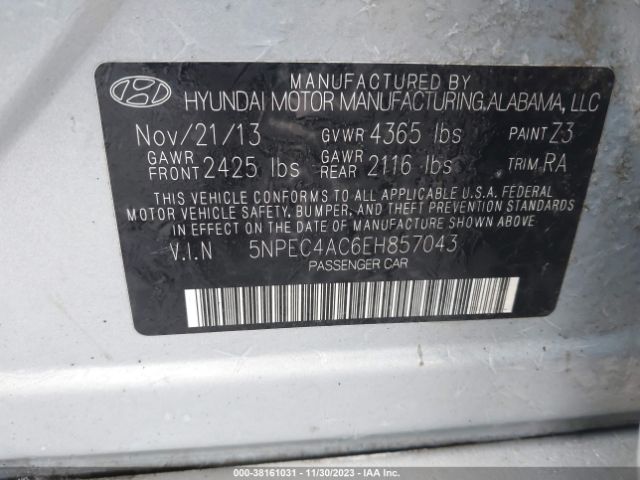 MANUFACTURED BY
HYUNDAI MOTOR MANUFACTURING,ALABAMA, LLC
Nov/21/13 GVWR 4365 lbs PAINT Z3
GAWR FRONT 2425 lbs GAWR REAR 2116 lbs TRIM RA
THIS VEHICLE CONFORMS TO ALL APPLICABLE U.S.A. FEDERAL
MOTOR VEHICLE SAFETY, BUMPER, AND THEFT PREVENTION STANDARDS
IN EFFECT ON THE DATE OF MANUFACTURE SHOWN ABOVE.
V.I.N 5NPEC4AC6EH857043
PASSENGER CAR
000-38161031 - 11/30/2023 - IAA Inc.